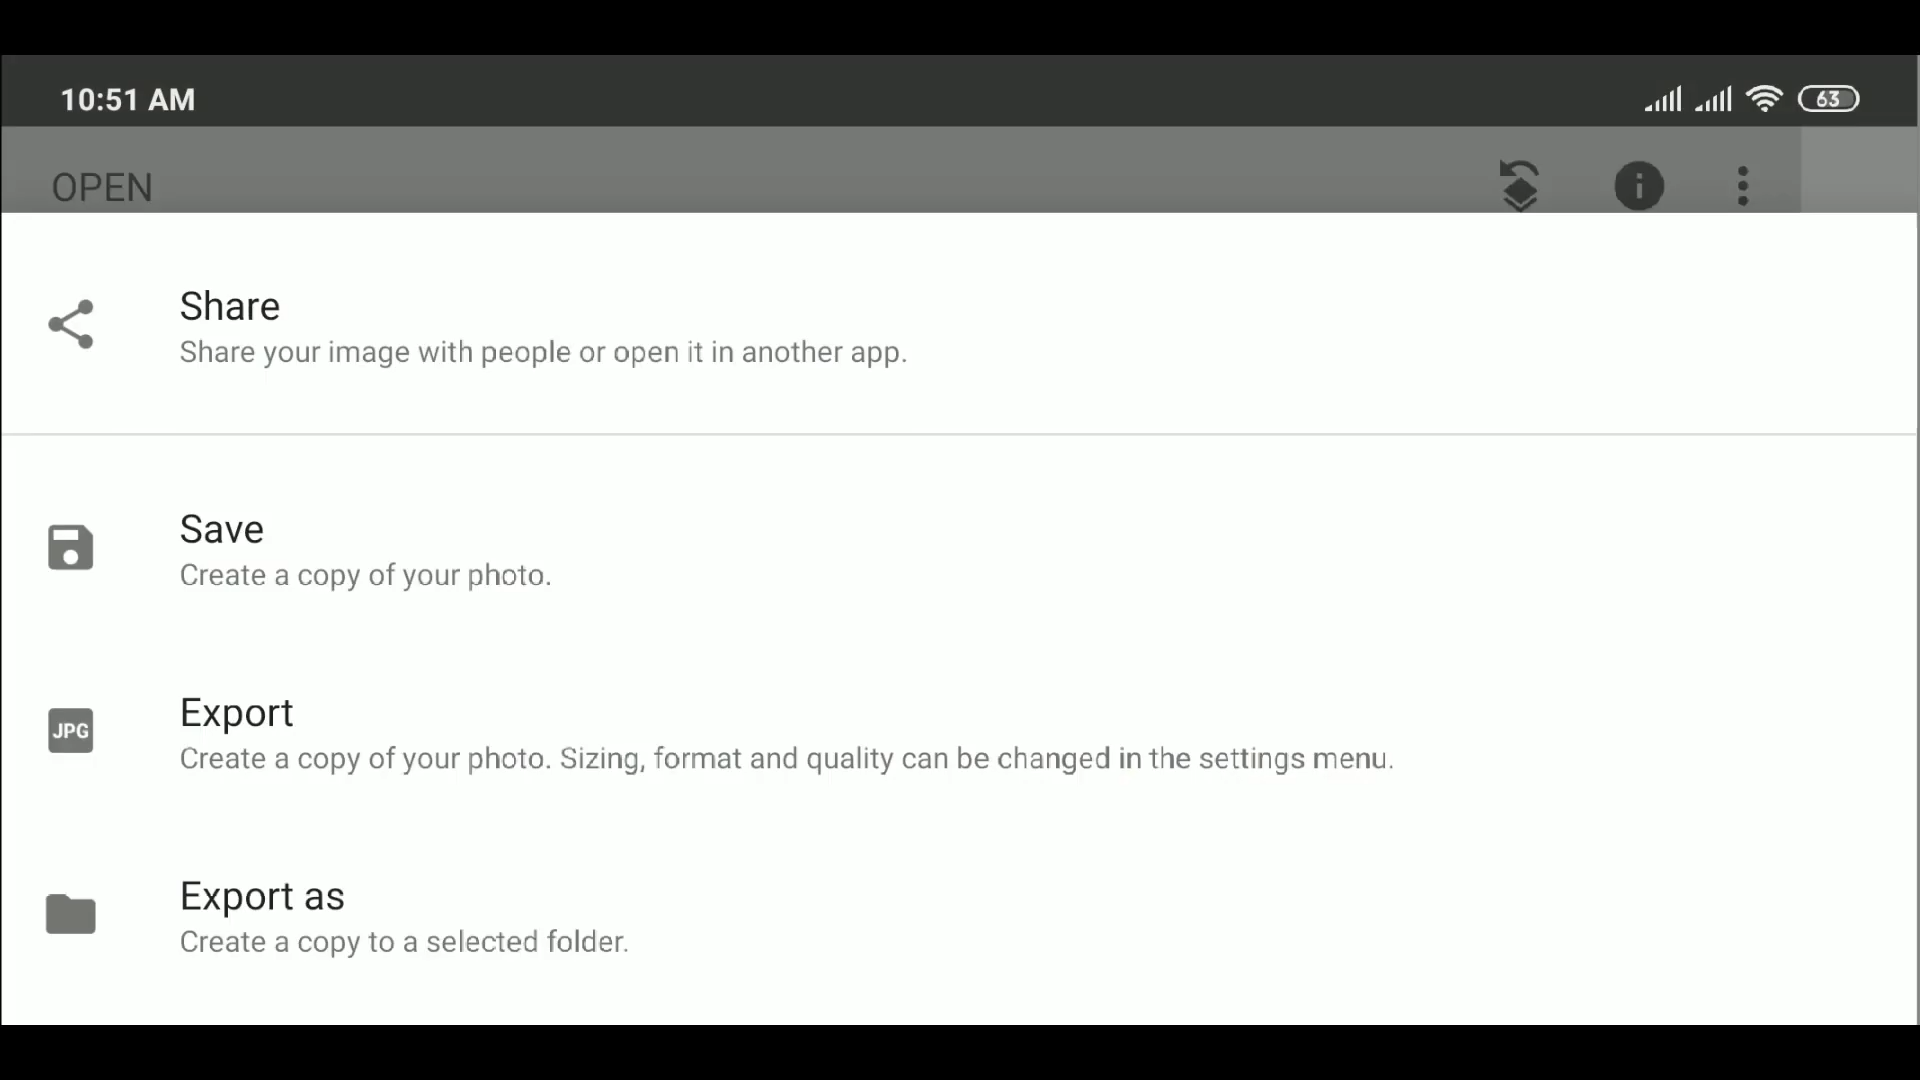 10:51 AM
63
OPEN
Share
Share your image with people or open it in another app.
Save
Create a copy of your photo.
JPG
Export
Create a copy of your photo. Sizing, format and quality can be changed in the settings menu.
Export as
Create a copy to a selected folder.